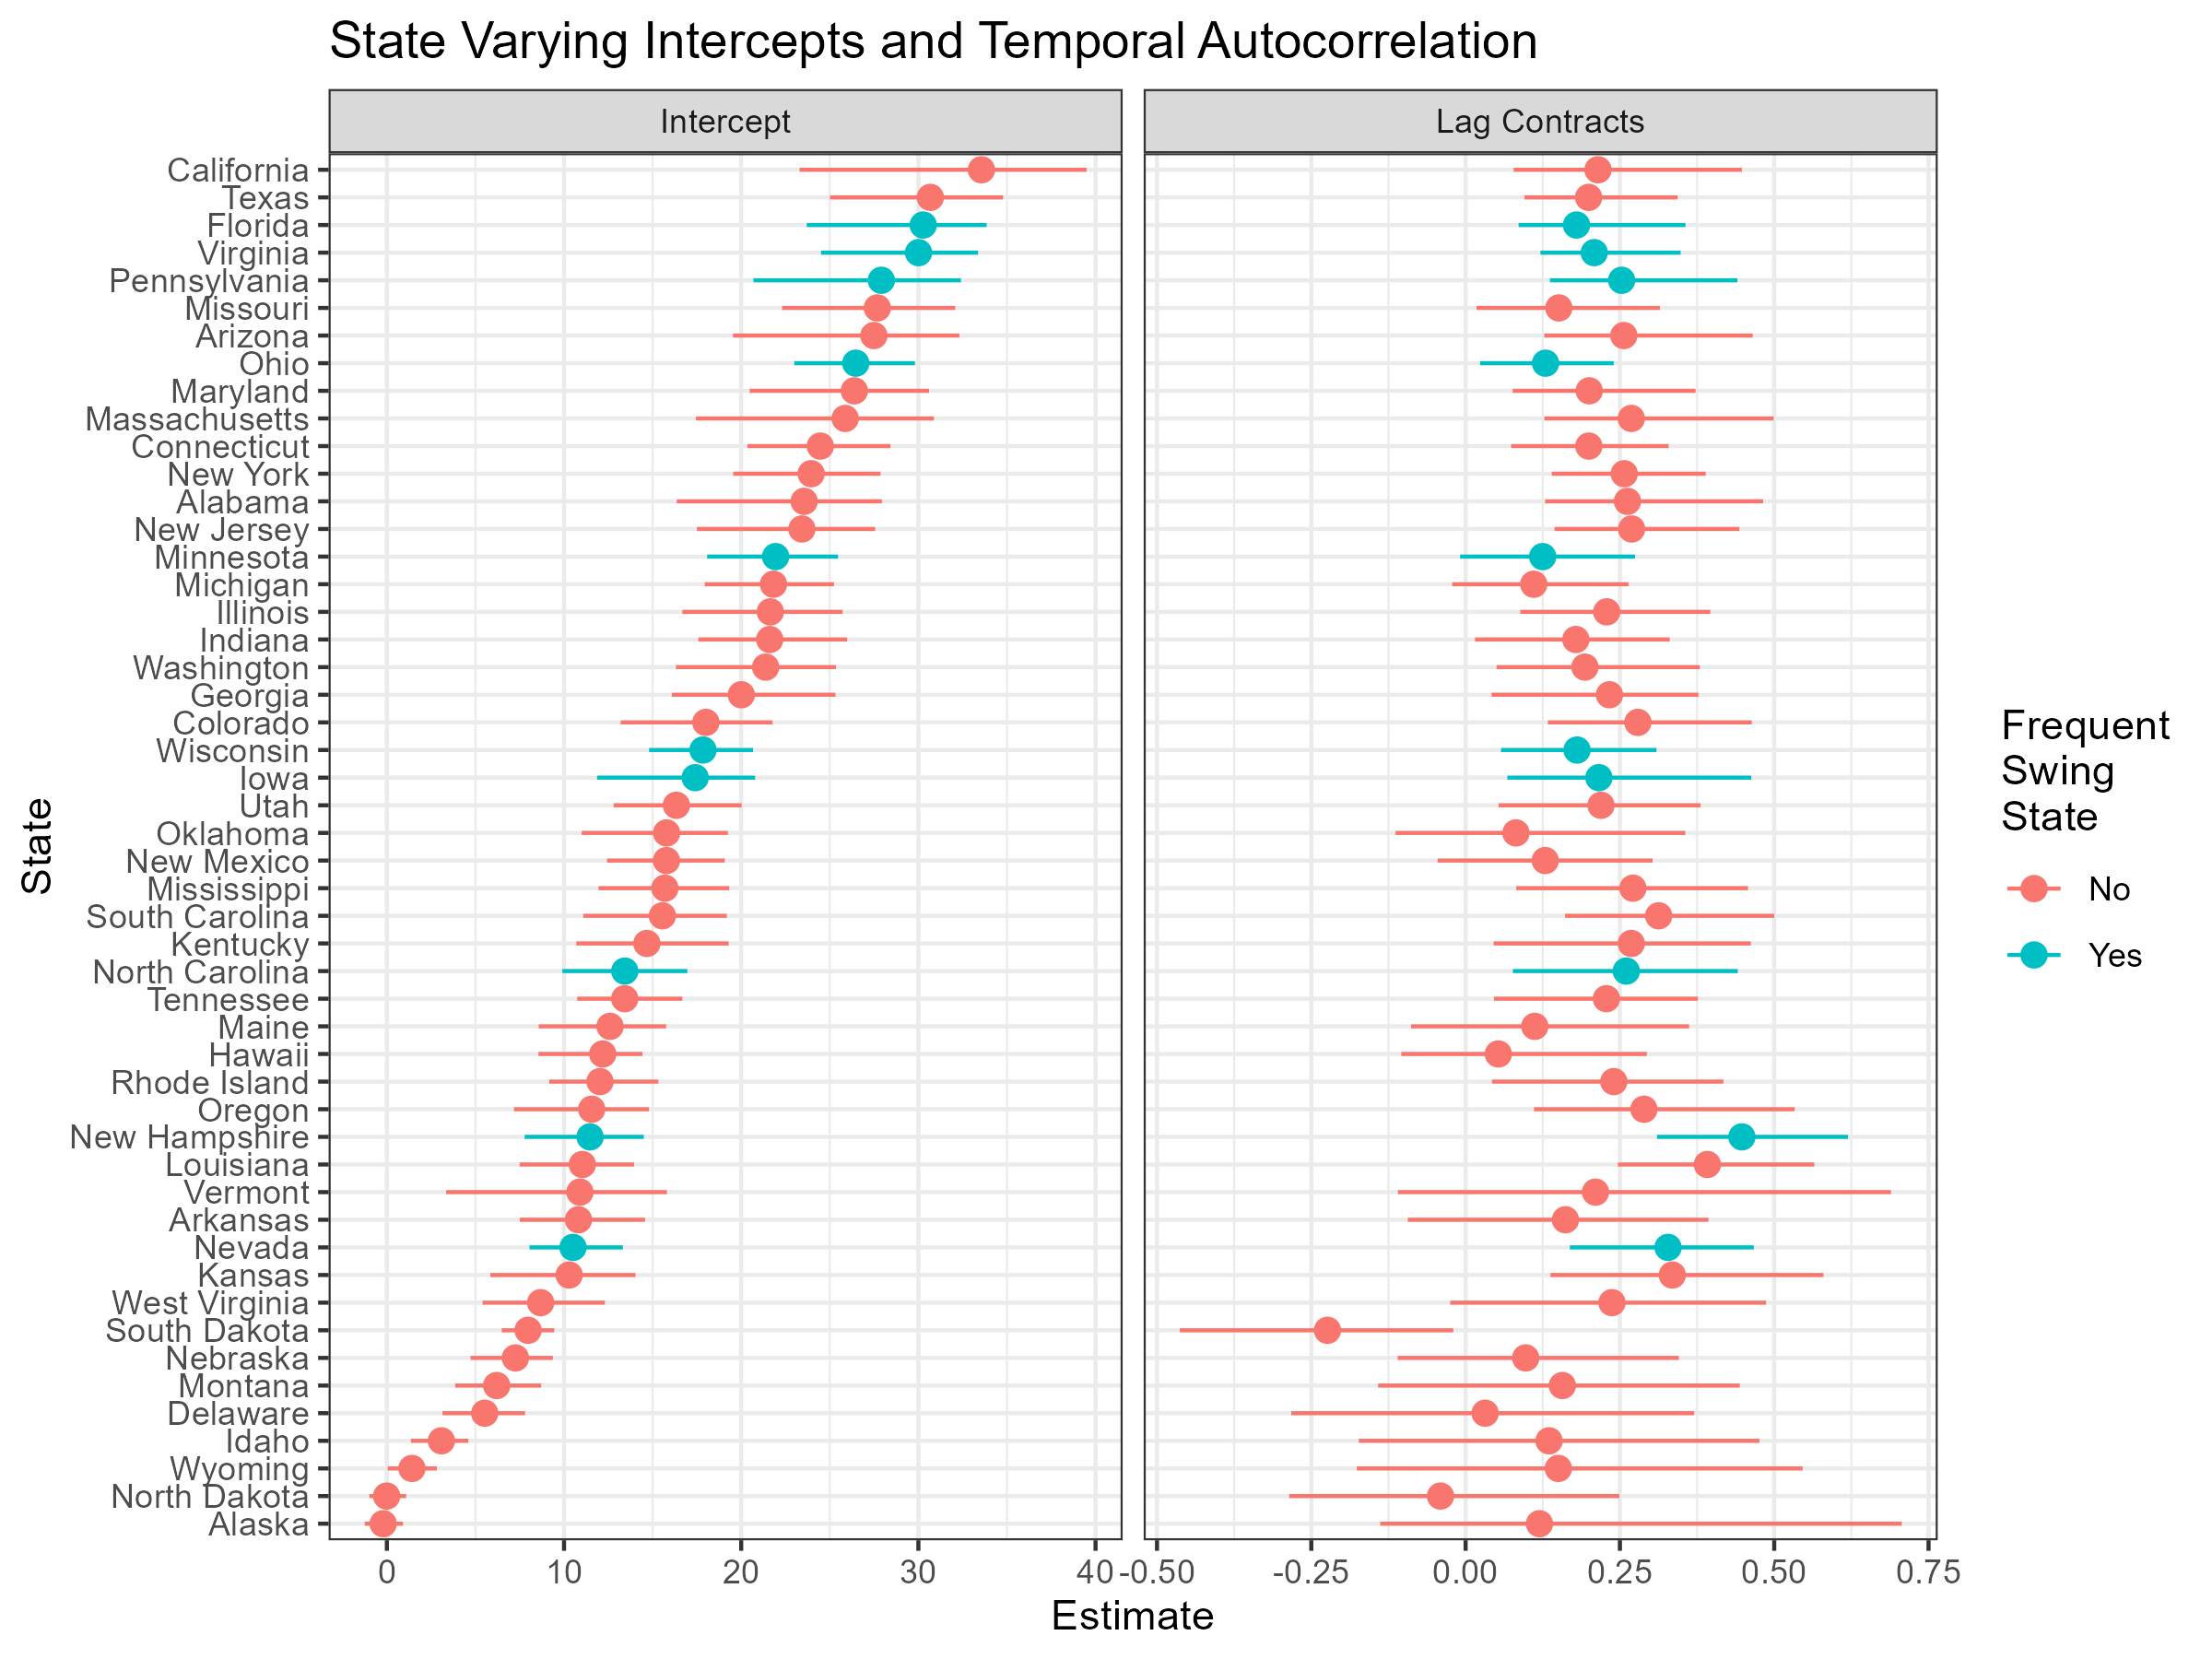 State Varying Intercepts and Temporal Autocorrelation
Intercept
Lag Contracts
California
Texas
Florida
Virginia
Pennsylvania
Missouri
Arizona
Ohio
Maryland
Massachusetts
Connecticut
New York
Alabama
New Jersey
Minnesota
Michigan
Illinois
Indiana
Washington
Georgia
Colorado
Wisconsin
Iowa
Utah
Oklahoma
New Mexico
Mississippi
South Carolina
Kentucky
North Carolina
Tennessee
Maine
Hawaii
Rhode Island
Oregon
New Hampshire
Louisiana
Vermont
Arkansas
Nevada
Kansas
West Virginia
South Dakota
Nebraska
Montana
Delaware
Idaho
Wyoming
North Dakota
Alaska
State
0 10 20 30 40
-0.50 -0.25 0.00 0.25 0.50 0.75
Estimate
Frequent
Swing
State
No
Yes